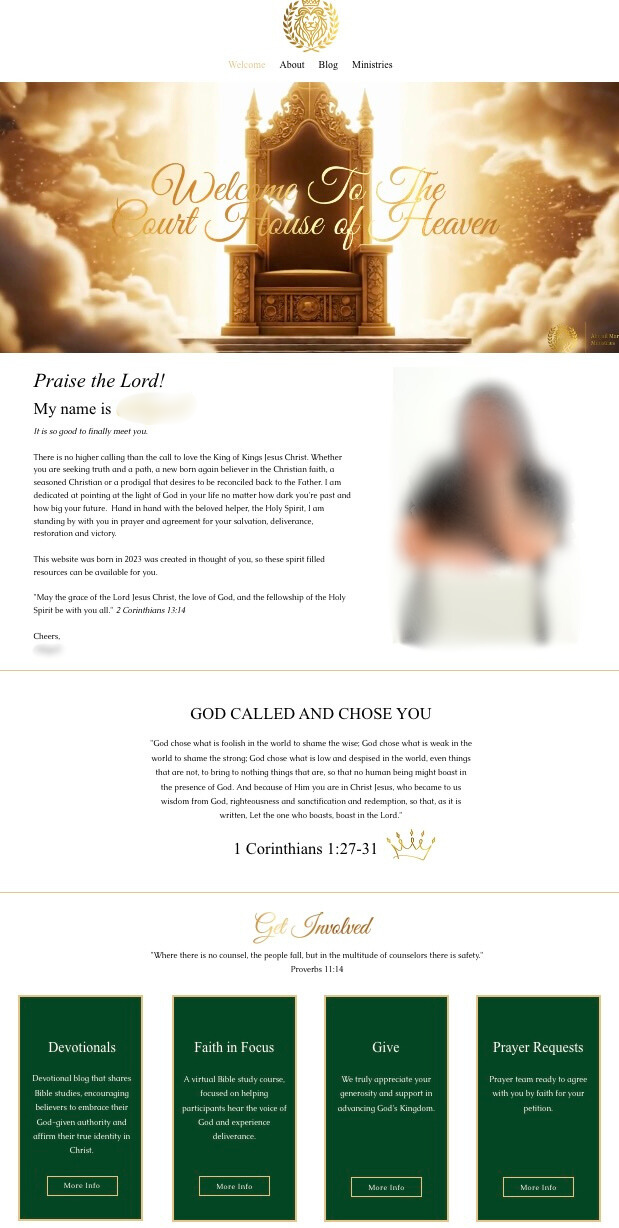 Welcome About Blog Ministries
Welcome To The
Court House of Heaven
Praise the Lord!
My name is
It is so good to finally meet you.
There is no higher calling than the call to love the King of Kings Jesus Christ. Whether
you are seeking truth and a path, a new born again believer in the Christian faith, a
seasoned Christian or a prodigal that desires to be reconciled back to the Father. I am
dedicated at pointing at the light of God in your life no matter how dark you're past and
how big your future. Hand in hand with the beloved helper, the Holy Spirit, I am
standing by with you in prayer and agreement for your salvation, deliverance,
restoration and victory.
This website was born in 2023 was created in thought of you, so these spirit filled
resources can be available for you.
"May the grace of the Lord Jesus Christ, the love of God, and the fellowship of the Holy
Spirit be with you all." 2 Corinthians 13:14
Cheers,
GOD CALLED AND CHOSE YOU
"God chose what is foolish in the world to shame the wise; God chose what is weak in the
world to shame the strong; God chose what is low and despised in the world, even things
that are not, to bring to nothing things that are, so that no human being might boast in
the presence of God. And because of Him you are in Christ Jesus, who became to us
wisdom from God, righteousness and sanctification and redemption, so that, as it is
written, Let the one who boasts, boast in the Lord."
1 Corinthians 1:27-31
Get Involved
"Where there is no counsel, the people fall, but in the multitude of counselors there is safety."
Proverbs 11:14
Devotionals
Devotional blog that shares
Bible studies, encouraging
believers to embrace their
God-given authority and
affirm their true identity in
Christ.
More Info
Faith in Focus
A virtual Bible study course,
focused on helping
participants hear the voice of
God and experience
deliverance.
More Info
Give
We truly appreciate your
generosity and support in
advancing God's Kingdom.
More Info
Prayer Requests
Prayer team ready to agree
with you by faith for your
petition.
More Info